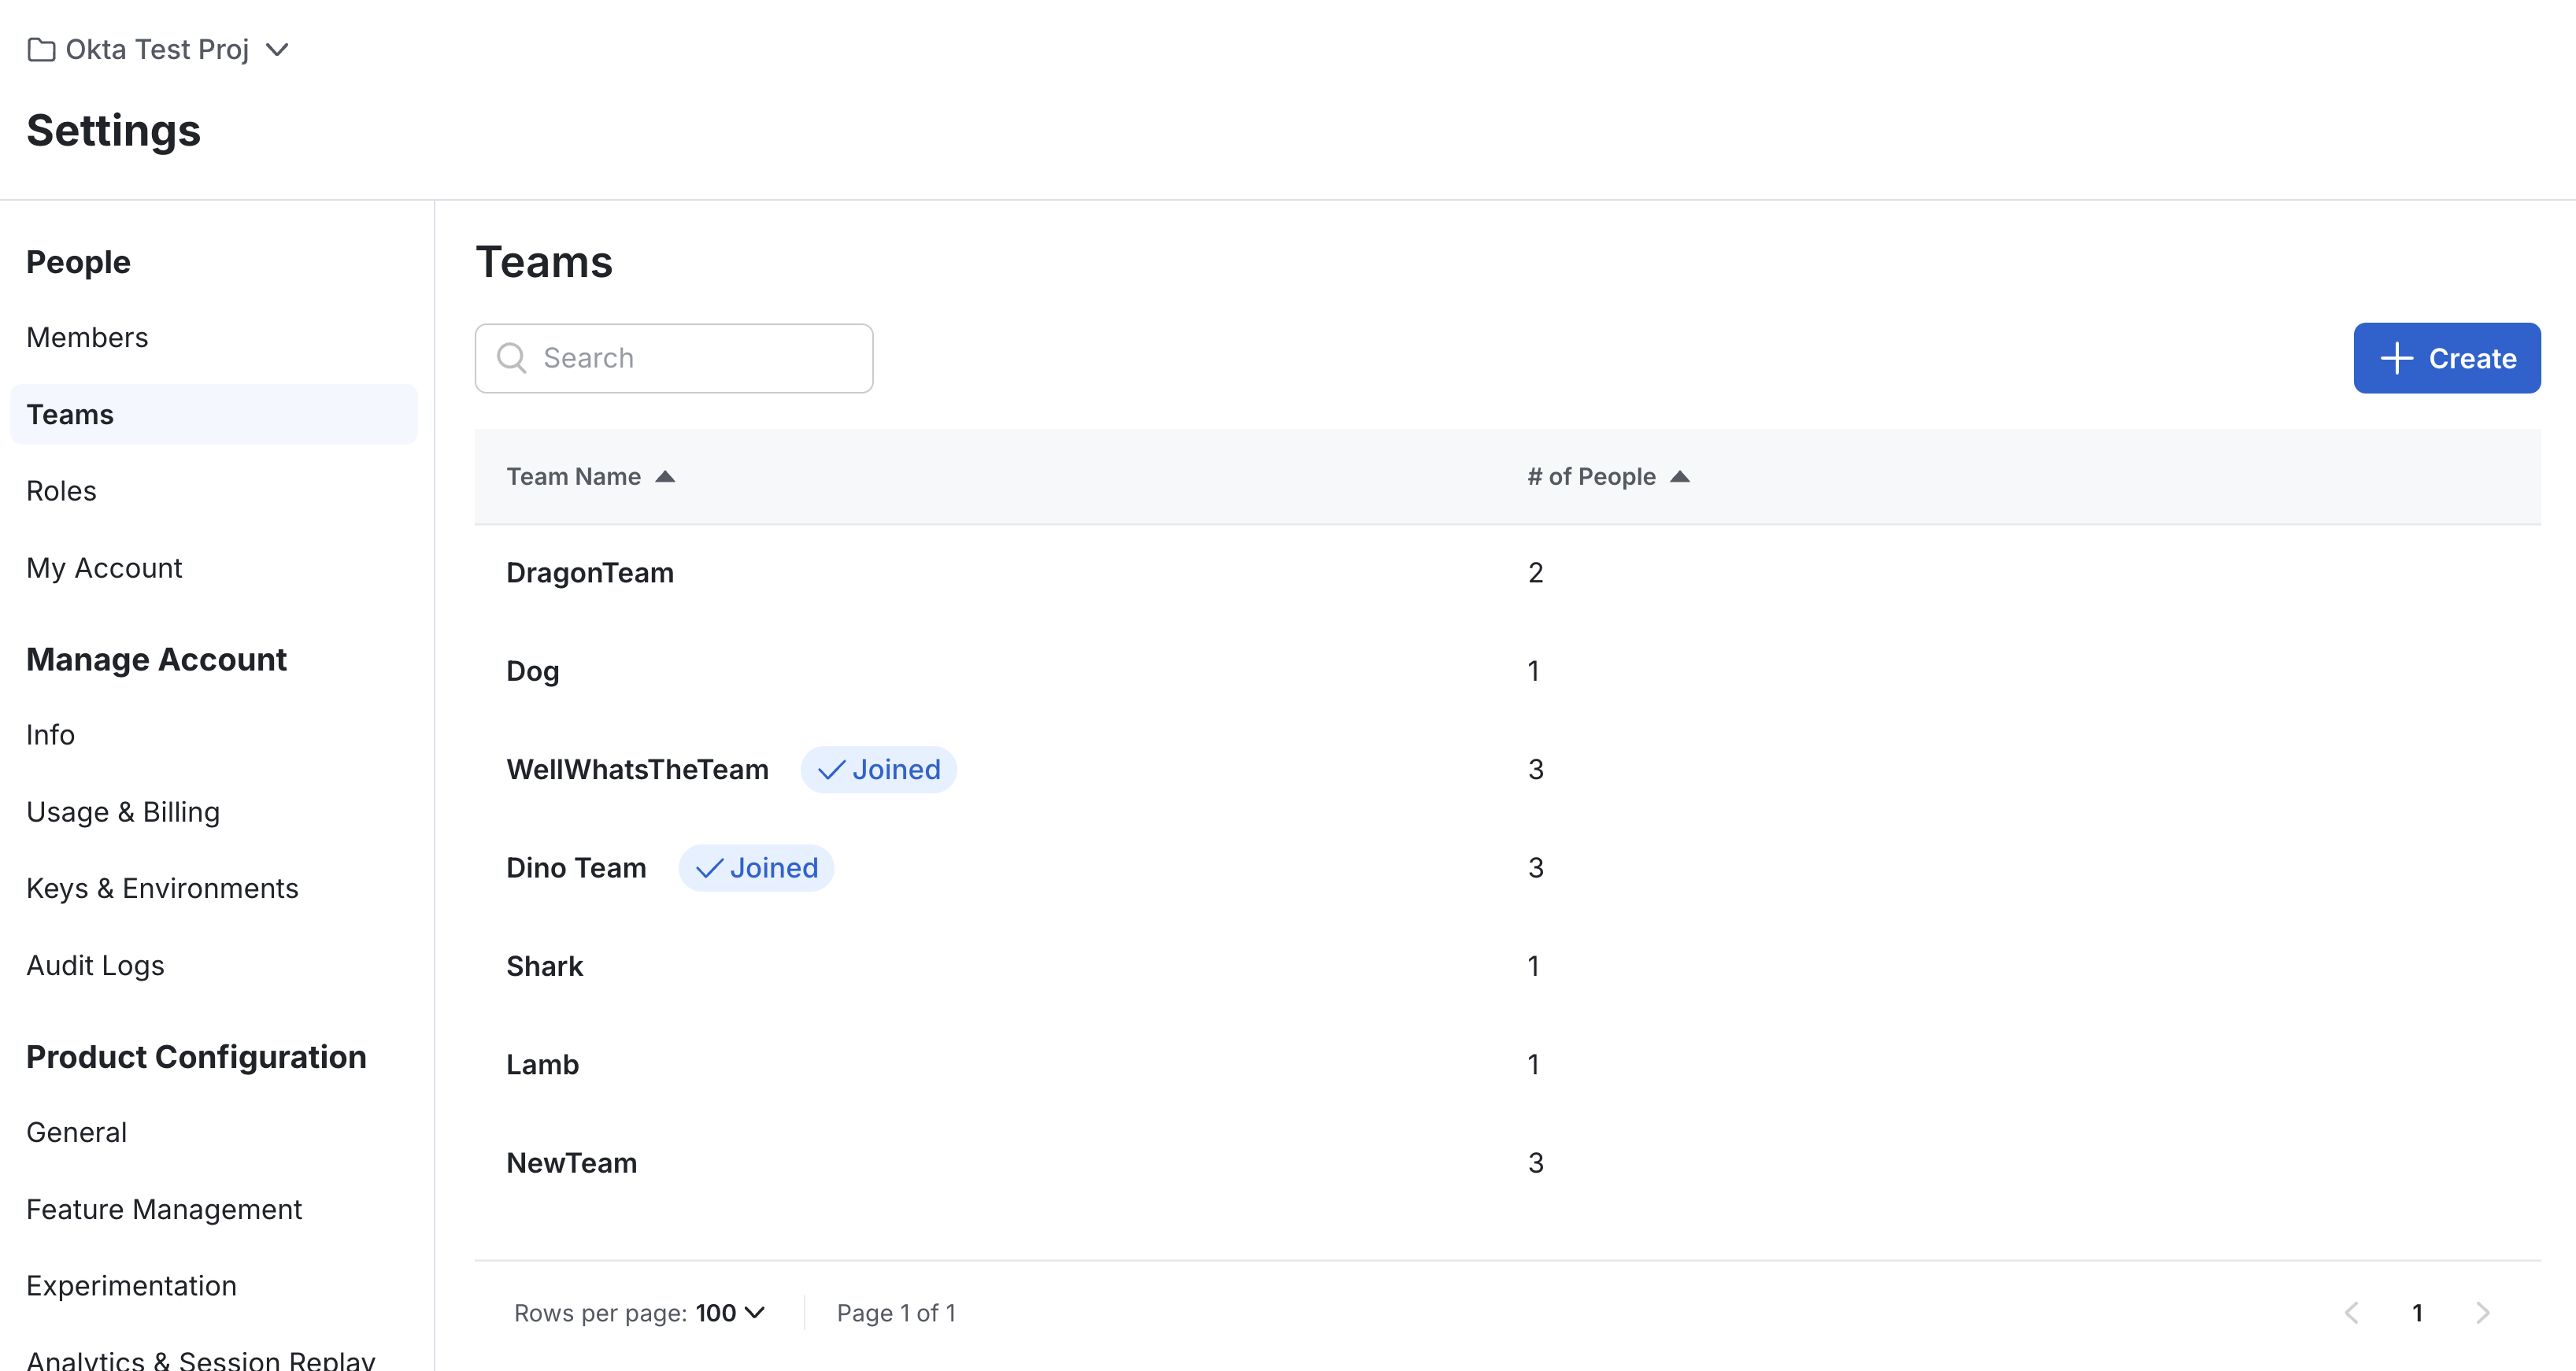 Okta Test Proj
Settings
People
Members
Teams
Roles
My Account
Manage Account
Info
Usage & Billing
Keys & Environments
Audit Logs
Product Configuration
General
Feature Management
Experimentation
Analytics & Session Replay
Teams
Search
Create
Team Name # of People
DragonTeam 2
Dog 1
WellWhatsTheTeam Joined 3
Dino Team Joined 3
Shark 1
Lamb 1
NewTeam 3
Rows per page: 100 Page 1 of 1 1